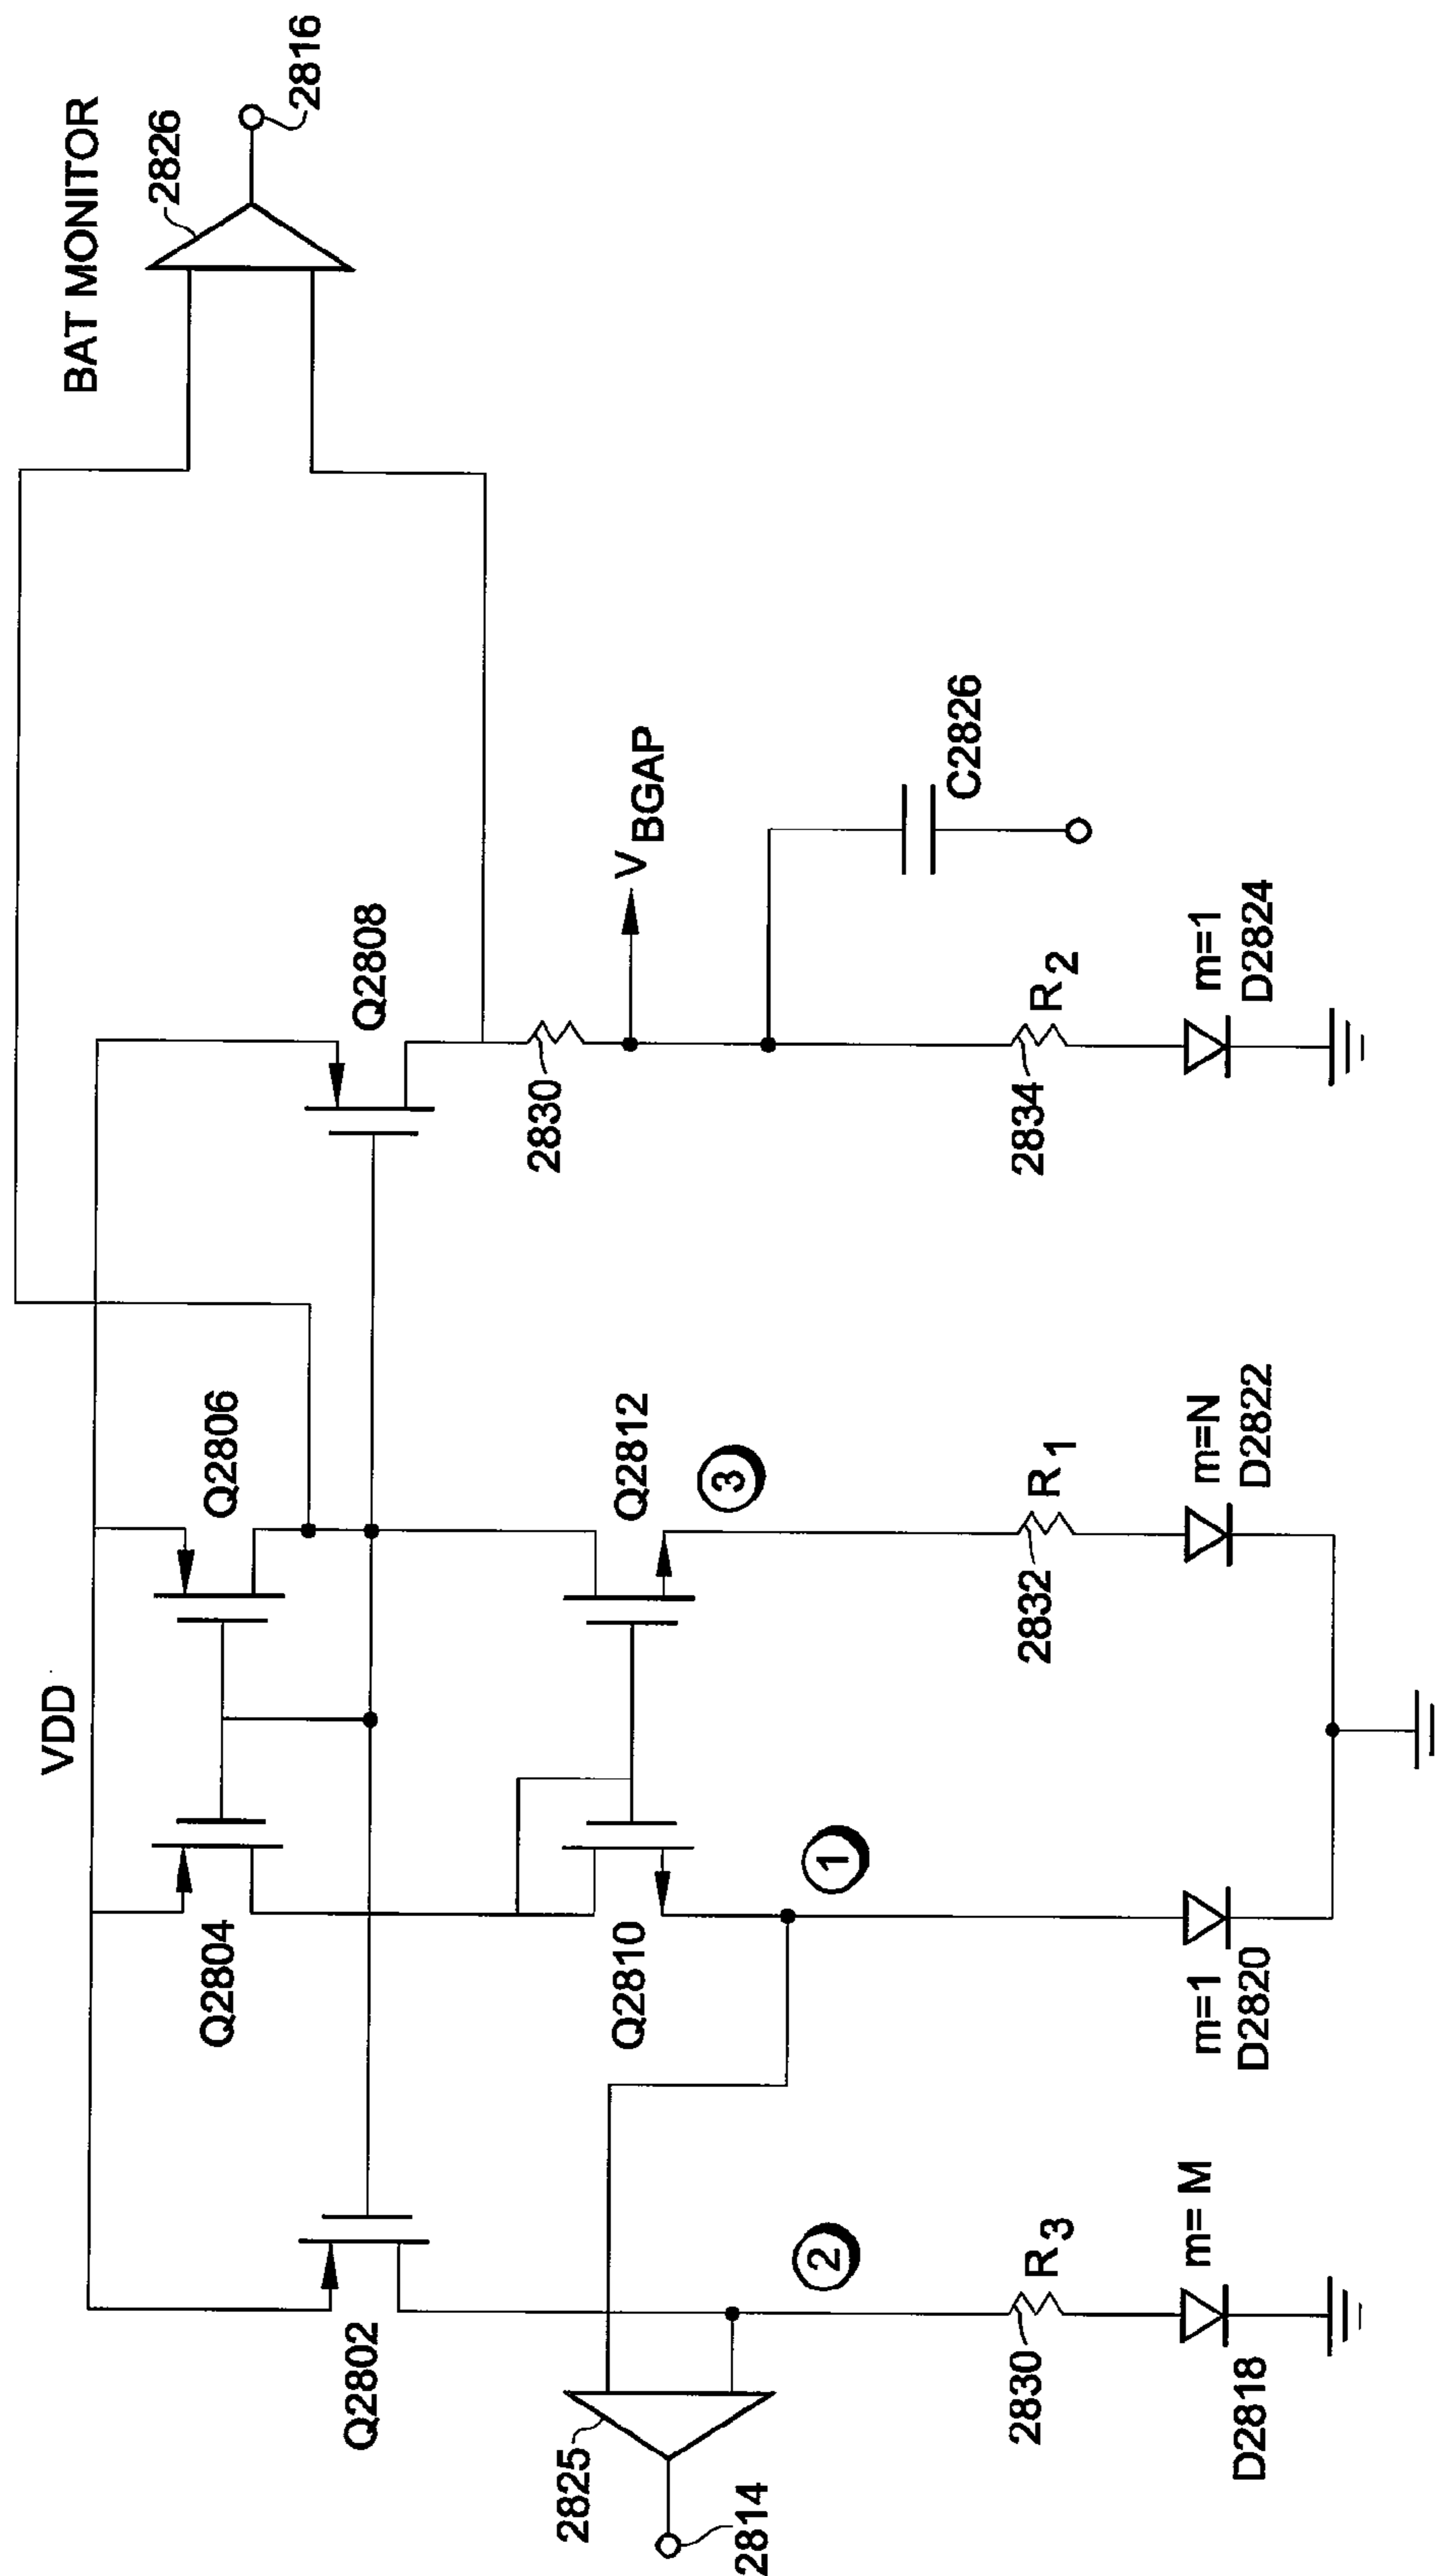 BAT MONITOR
2826
2816
VDD
Q2804
Q2806
Q2808
Q2802
2825
2814
Q2810
Q2812
2830
VBGAP
C2826
1
2
3
2830
R3
2832
R1
2834
R2
m= M
D2818
m=1
D2820
m=N
D2822
m=1
D2824